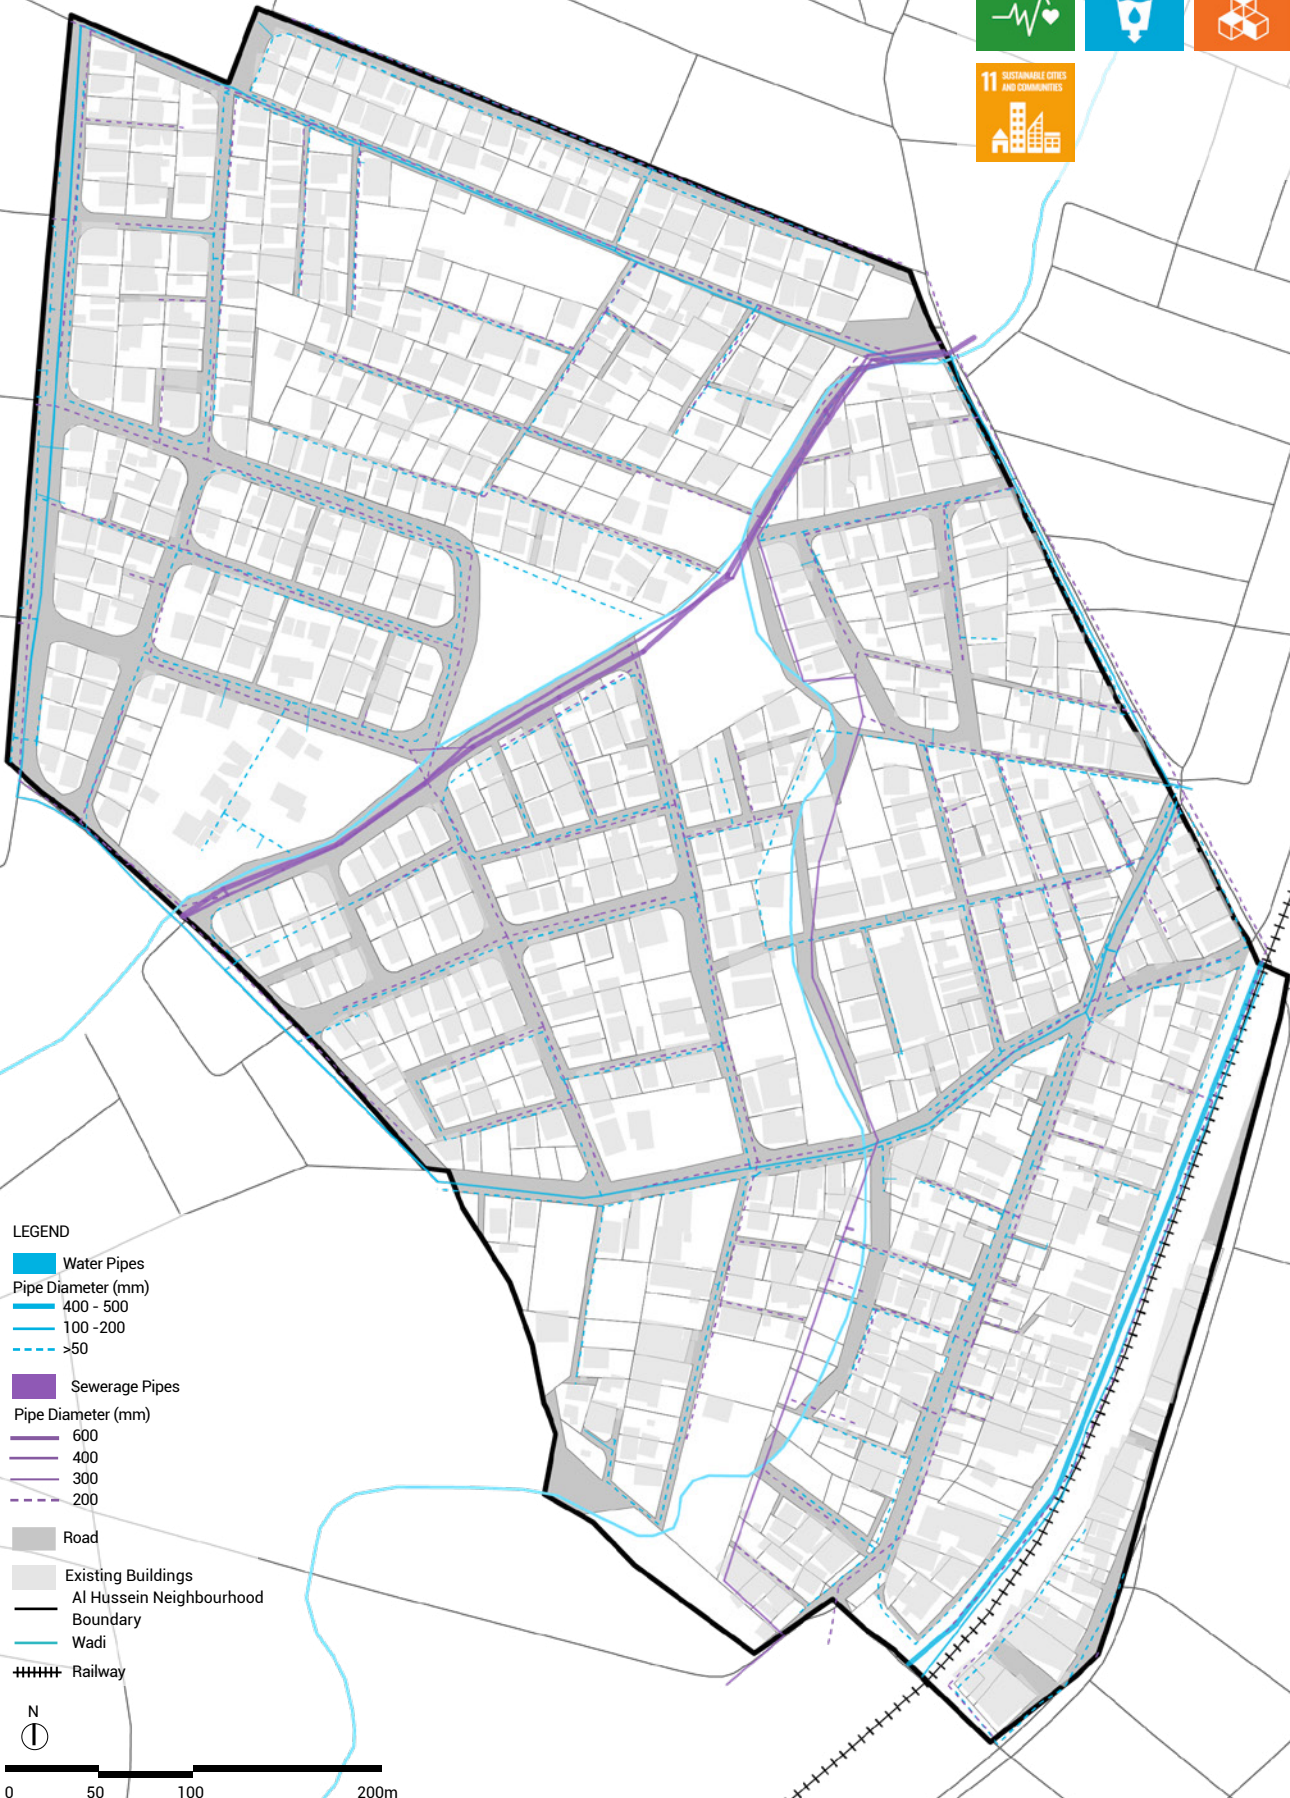 11 SUSTAINABLE CITIES
AND COMMUNITIES
LEGEND
Water Pipes
Pipe Diameter (mm)
400 - 500
100 -200
>50
Sewerage Pipes
Pipe Diameter (mm)
600
400
300
200
Road
Existing Buildings
Al Hussein Neighbourhood
Boundary
Wadi
Railway
N
0 50 100 200m